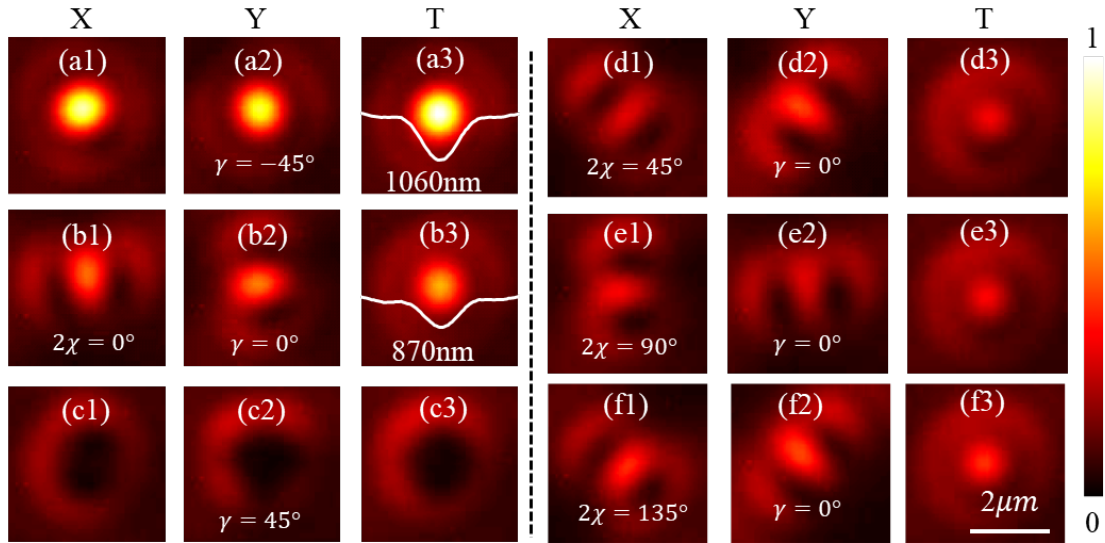 X Y T X Y T
(a1) (a2) (a3) (d1) (d2) (d3) 1
γ = −45° 2χ = 45° γ = 0°
1060nm
(b1) (b2) (b3) (e1) (e2) (e3)
2χ = 0° γ = 0° 2χ = 90° γ = 0°
870nm
(c1) (c2) (c3) (f1) (f2) (f3)
γ = 45° 2χ = 135° γ = 0° 2μm
0